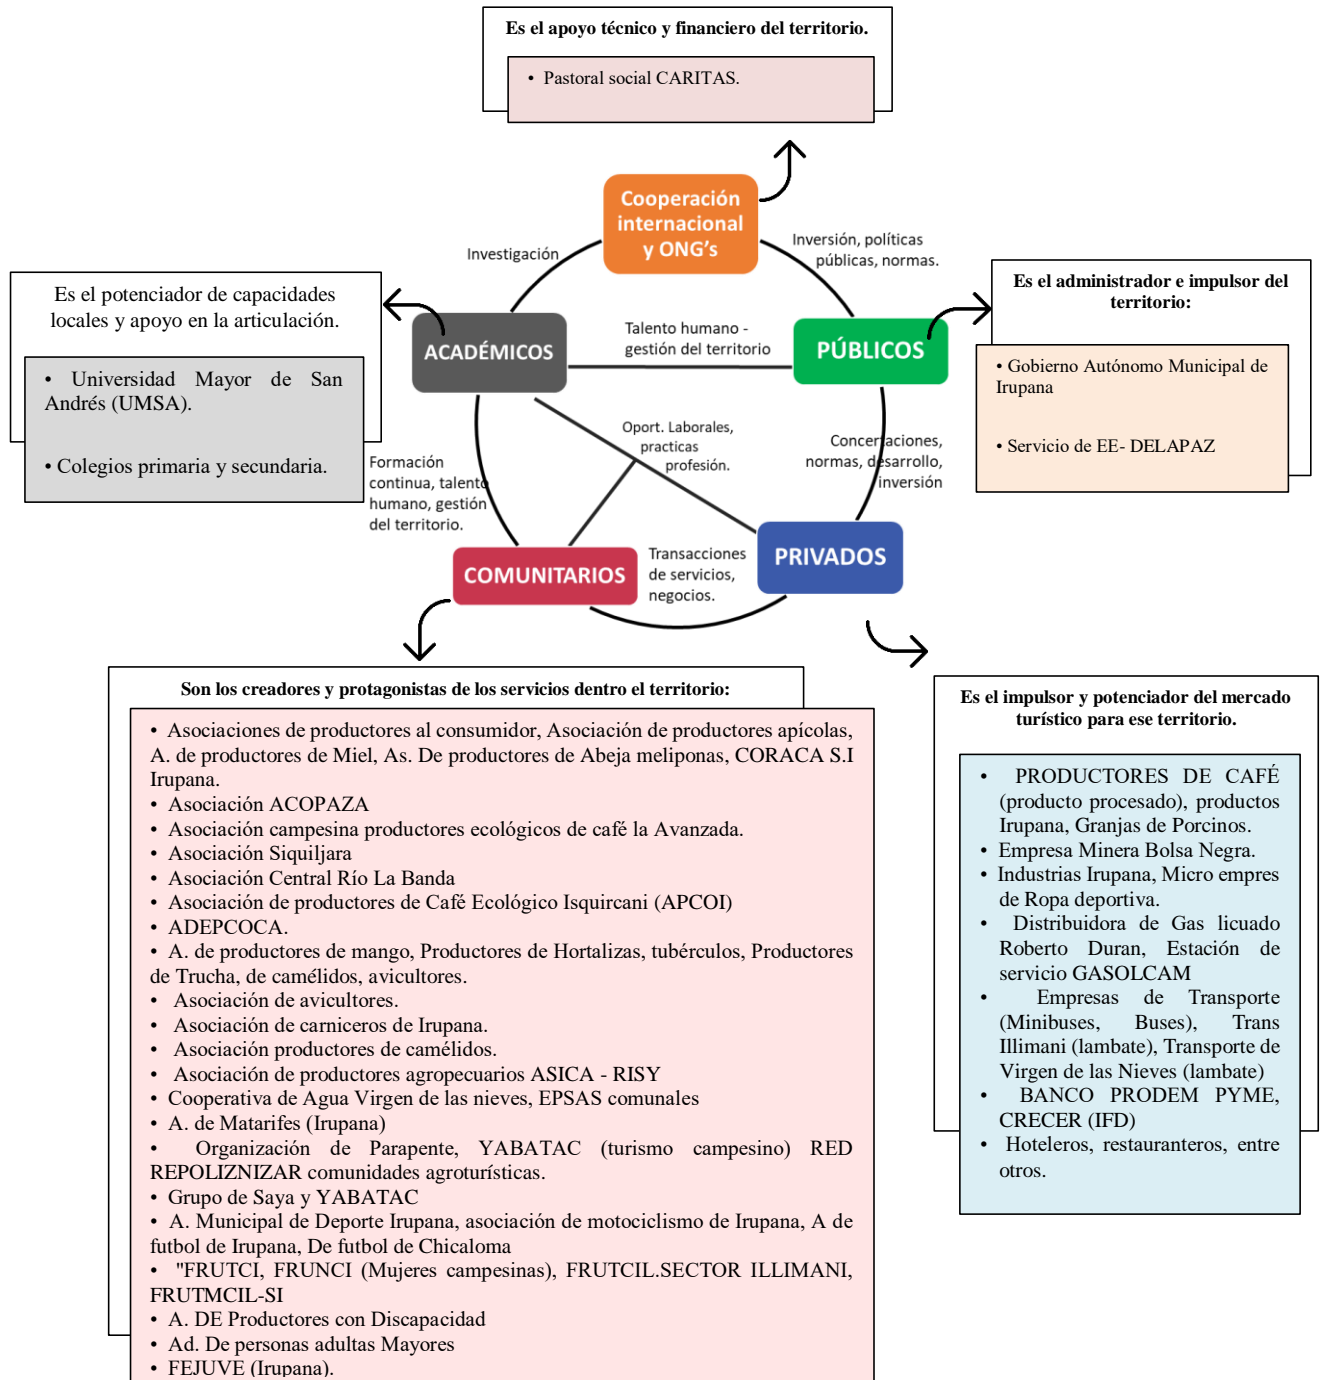 Es el apoyo técnico y financiero del territorio.
• Pastoral social CARITAS.
Cooperación
internacional
y ONG's
Investigación
Inversión, políticas
públicas, normas.
Es el potenciador de capacidades
locales y apoyo en la articulación.
• Universidad Mayor de San
Andrés (UMSA).
• Colegios primaria y secundaria.
ACADÉMICOS
Talento humano -
gestión del territorio
PÚBLICOS
Es el administrador e impulsor del
territorio:
• Gobierno Autónomo Municipal de
Irupana
• Servicio de EE- DELAPAZ
Oport. Laborales,
practicas
profesión.
Concertaciones,
normas, desarrollo,
inversión
Formación
continua, talento
humano, gestión
del territorio.
COMUNITARIOS
Transacciones
de servicios,
negocios.
PRIVADOS
Son los creadores y protagonistas de los servicios dentro el territorio:
• Asociaciones de productores al consumidor, Asociación de productores apícolas,
A. de productores de Miel, As. De productores de Abeja meliponas, CORACA S.I
Irupana.
• Asociación ACOPAZA
• Asociación campesina productores ecológicos de café la Avanzada.
• Asociación Siquiljara
• Asociación Central Río La Banda
• Asociación de productores de Café Ecológico Isquircani (APCOI)
• ADEPCOCA.
• A. de productores de mango, Productores de Hortalizas, tubérculos, Productores
de Trucha, de camélidos, avicultores.
• Asociación de avicultores.
• Asociación de carniceros de Irupana.
• Asociación productores de camélidos.
• Asociación de productores agropecuarios ASICA - RISY
• Cooperativa de Agua Virgen de las nieves, EPSAS comunales
• A. de Matarifes (Irupana)
• Organización de Parapente, YABATAC (turismo campesino) RED
REPOLIZNIZAR comunidades agroturísticas.
• Grupo de Saya y YABATAC
• A. Municipal de Deporte Irupana, asociación de motociclismo de Irupana, A de
futbol de Irupana, De futbol de Chicaloma
• "FRUTCI, FRUNCI (Mujeres campesinas), FRUTCIL.SECTOR ILLIMANI,
FRUTMCIL-SI
• A. DE Productores con Discapacidad
• Ad. De personas adultas Mayores
• FEJUVE (Irupana).
Es el impulsor y potenciador del mercado
turístico para ese territorio.
• PRODUCTORES DE CAFÉ
(producto procesado), productos
Irupana, Granjas de Porcinos.
• Empresa Minera Bolsa Negra.
• Industrias Irupana, Micro empres
de Ropa deportiva.
• Distribuidora de Gas licuado
Roberto Duran, Estación de
servicio GASOLCAM
• Empresas de Transporte
(Minibuses, Buses), Trans
Illimani (lambate), Transporte de
Virgen de las Nieves (lambate)
• BANCO PRODEM PYME,
CRECER (IFD)
• Hoteleros, restauranteros, entre
otros.